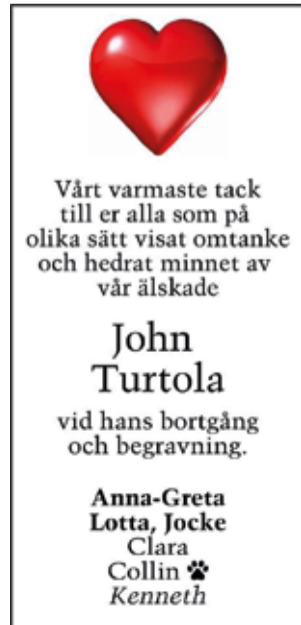 Vårt varmaste tack
till er alla som på
olika sätt visat omtanke
och hedrat minnet av
vår älskade
John
Turtola
vid hans bortgång
och begravning.
Anna-Greta
Lotta, Jocke
Clara
Collin
Kenneth